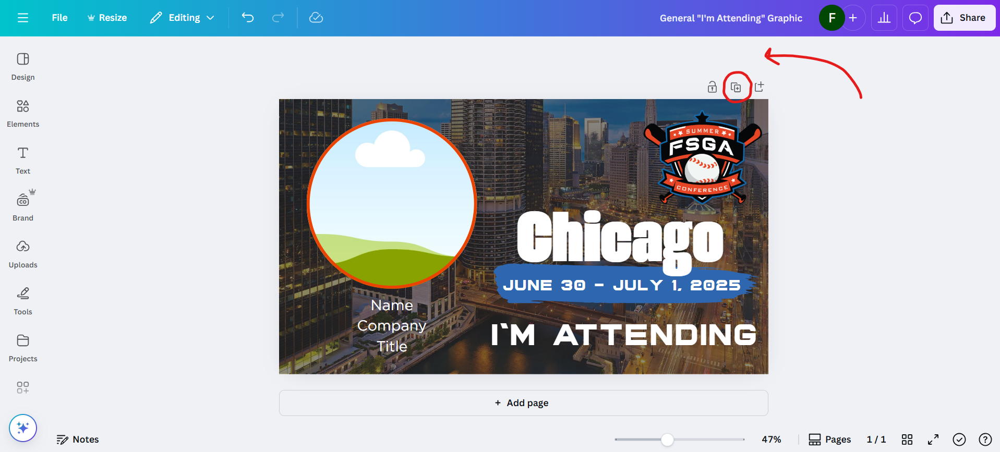 File
Resize
Editing
General "I'm Attending" Graphic
F
Share
Design
Elements
Text
CO
Brand
Uploads
Tools
Projects
SUMMER
FSGA
CONFERENCE
Chicago
JUNE 30 - JULY 1, 2025
I'M ATTENDING
Name
Company
Title
+ Add page
Notes
47%
Pages
1 / 1
?